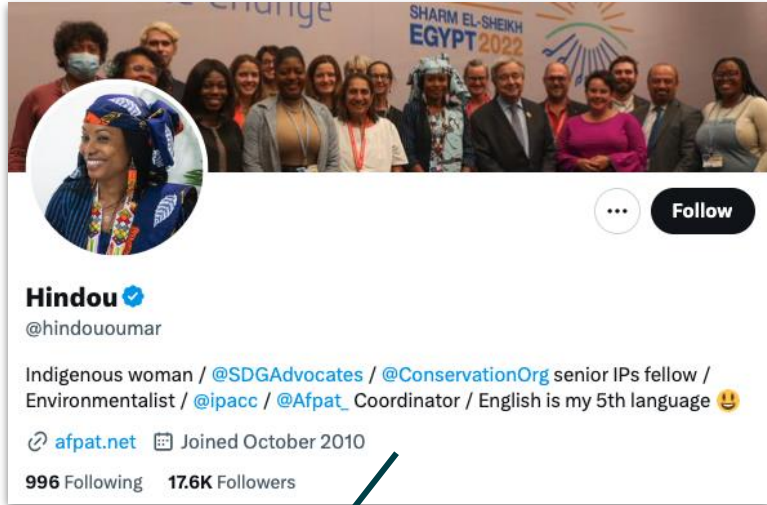 change
SHARM EL-SHEIKH
EGYPT 2022
Follow
Hindou
@hindououmar
Indigenous woman / @SDGAdvocates / @ConservationOrg senior IPs fellow /
Environmentalist / @ipacc / @Afpat_ Coordinator / English is my 5th language 😃
afpat.net Joined October 2010
996 Following 17.6K Followers